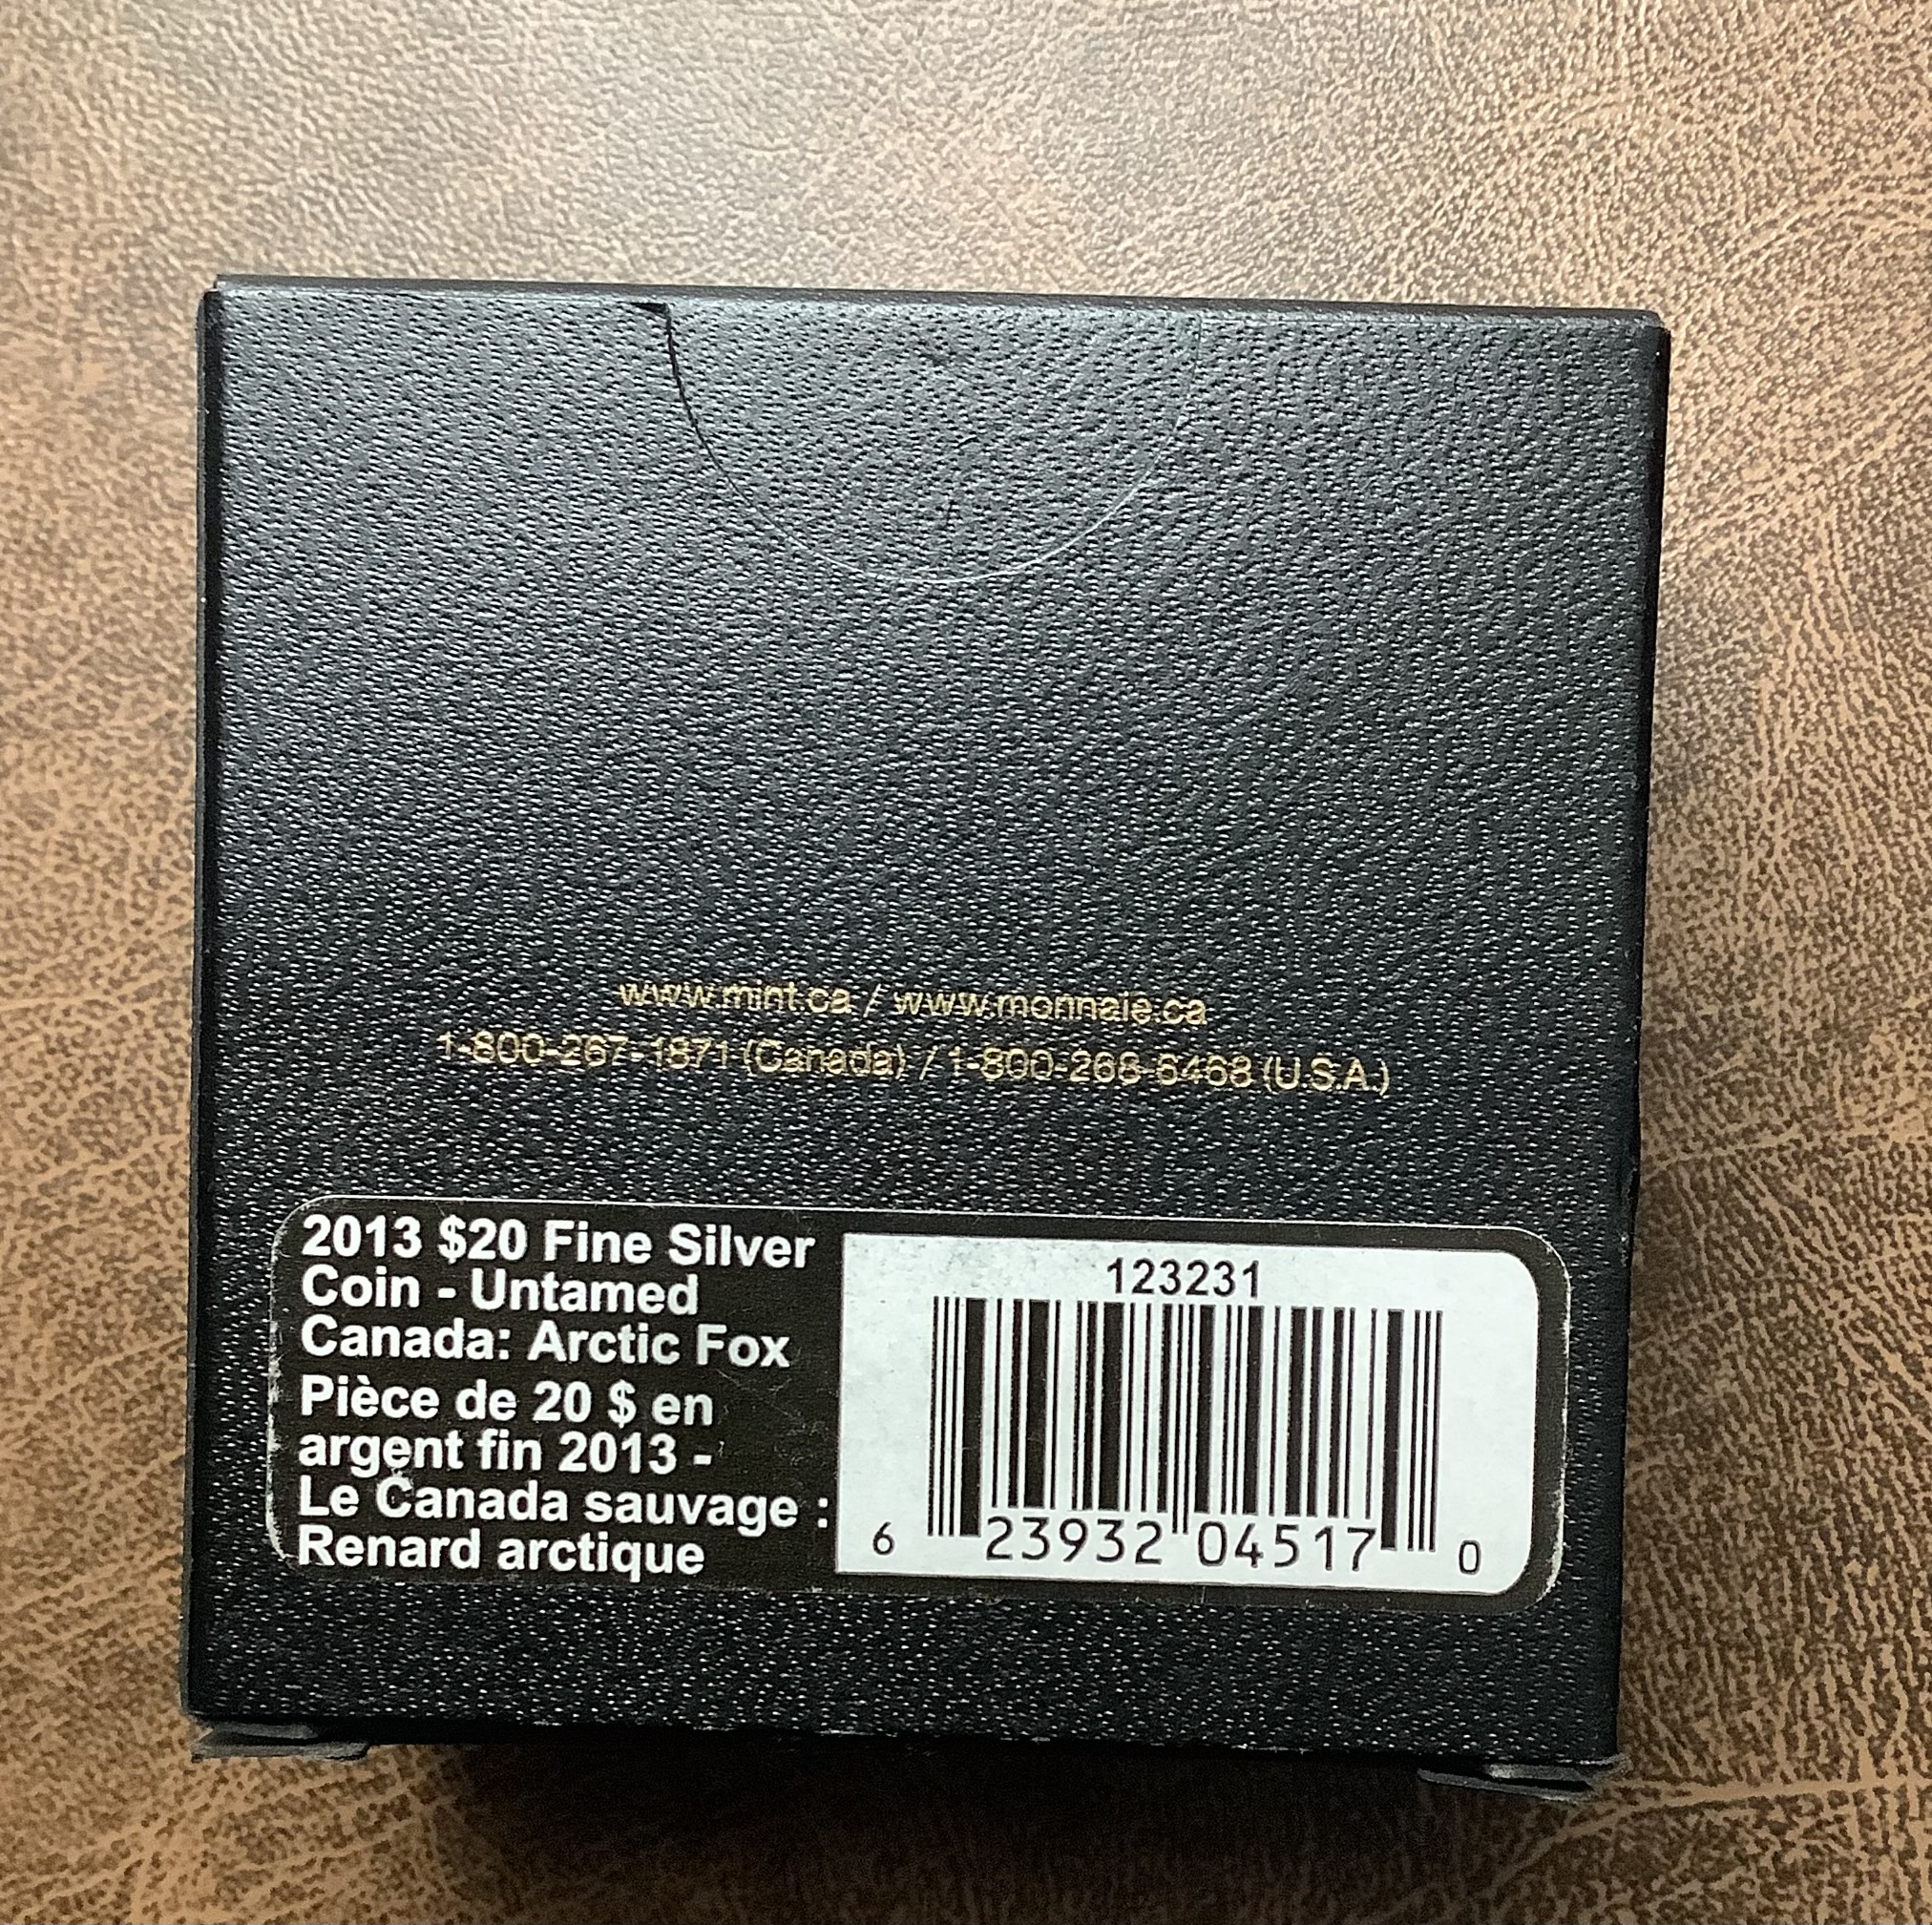 www.mint.ca / www.monnaie.ca
1-800-267-1871 (Canada) / 1-800-268-6468 (U.S.A.)
2013 $20 Fine Silver
Coin - Untamed
Canada: Arctic Fox
Pièce de 20 $ en
argent fin 2013 -
Le Canada sauvage :
Renard arctique
123231
6 23932 04517 0